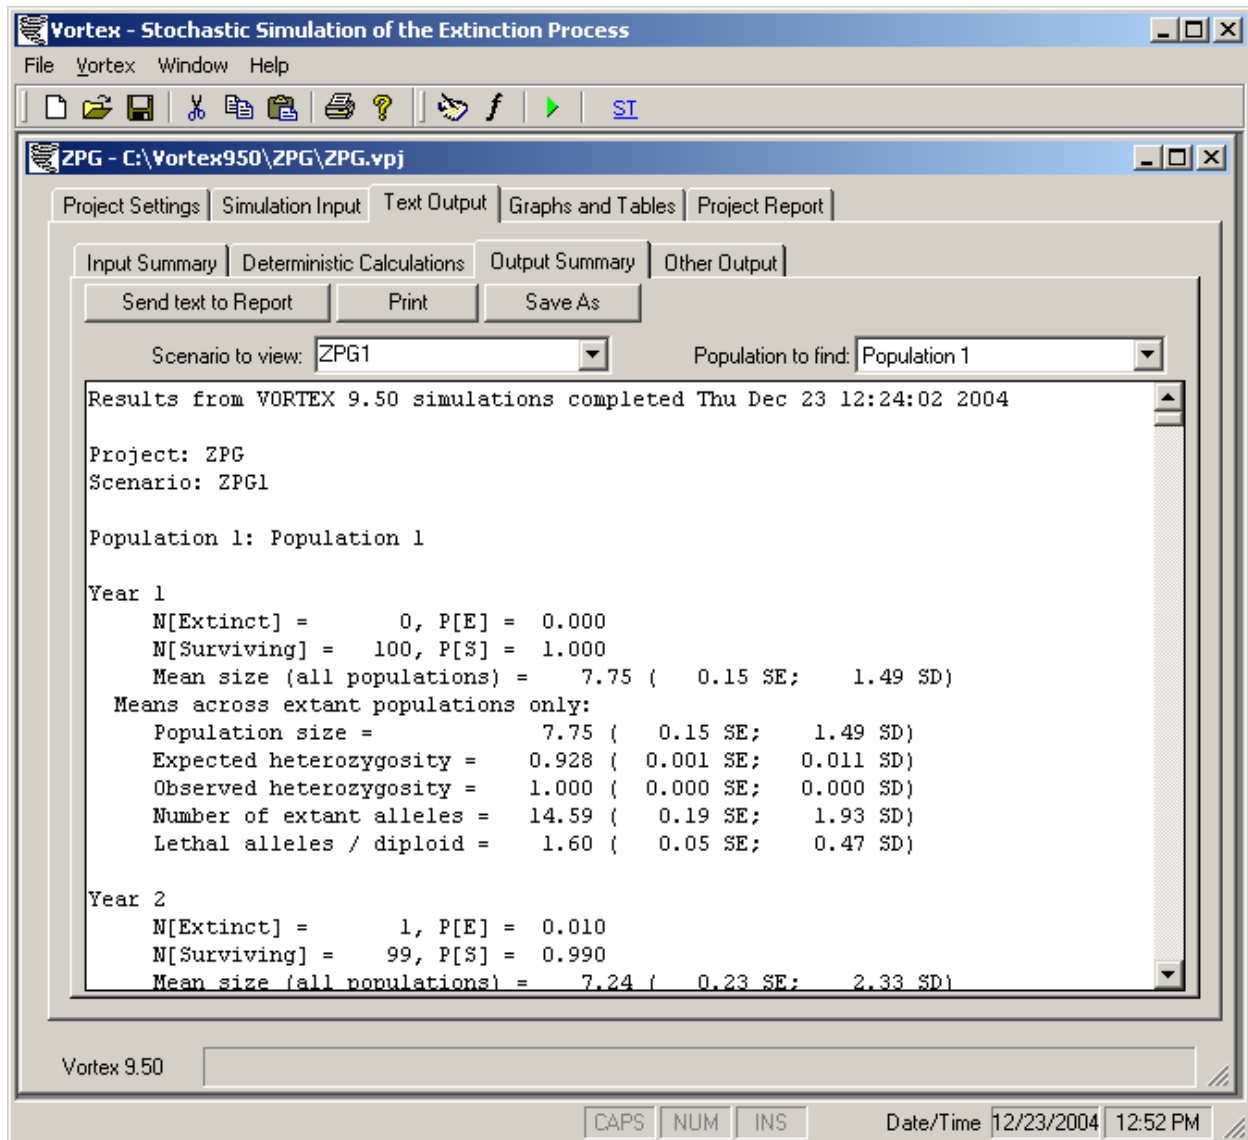 Vortex - Stochastic Simulation of the Extinction Process
File Vortex Window Help
ST
ZPG - C:\Vortex950\ZPG\ZPG.vpj
Project Settings Simulation Input Text Output Graphs and Tables Project Report
Input Summary Deterministic Calculations Output Summary Other Output
Send text to Report Print Save As
Scenario to view: ZPG1 Population to find: Population 1
Results from VORTEX 9.50 simulations completed Thu Dec 23 12:24:02 2004
Project: ZPG
Scenario: ZPG1
Population 1: Population 1
Year 1
N[Extinct] = 0, P[E] = 0.000
N[Surviving] = 100, P[S] = 1.000
Mean size (all populations) = 7.75 ( 0.15 SE; 1.49 SD)
Means across extant populations only:
Population size = 7.75 ( 0.15 SE; 1.49 SD)
Expected heterozygosity = 0.928 ( 0.001 SE; 0.011 SD)
Observed heterozygosity = 1.000 ( 0.000 SE; 0.000 SD)
Number of extant alleles = 14.59 ( 0.19 SE; 1.93 SD)
Lethal alleles / diploid = 1.60 ( 0.05 SE; 0.47 SD)
Year 2
N[Extinct] = 1, P[E] = 0.010
N[Surviving] = 99, P[S] = 0.990
Mean size (all populations) = 7.24 ( 0.23 SE; 2.33 SD)
Vortex 9.50
CAPS NUM INS Date/Time 12/23/2004 12:52 PM